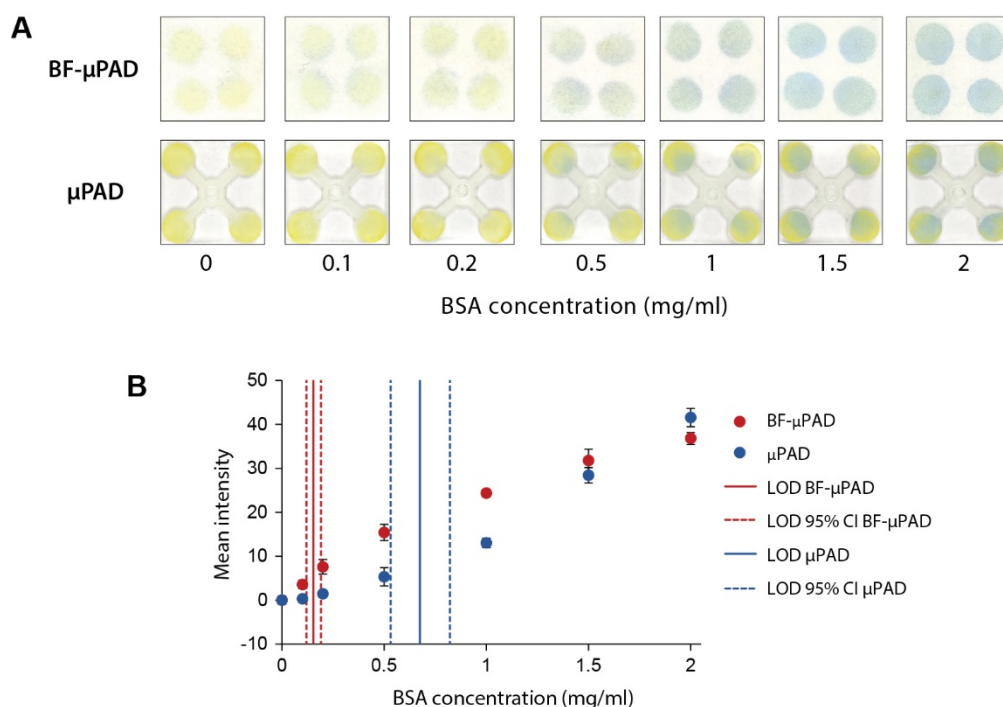 A
BF-µPAD
µPAD
0 0.1 0.2 0.5 1 1.5 2
BSA concentration (mg/ml)
B
Mean intensity
50
40
30
20
10
0
-10
0 0.5 1 1.5 2
BSA concentration (mg/ml)
BF-µPAD
µPAD
LOD BF-µPAD
LOD 95% CI BF-µPAD
LOD µPAD
LOD 95% CI µPAD